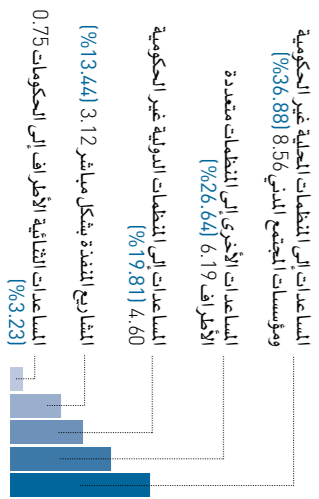 المساعدات إلى المنظمات المحلية غير الحكومية
ومؤسسات المجتمع المدني 8.56 (%36.88)
المساعدات الأخرى إلى المنظمات متعددة
الأطراف 6.19 (%26.64)
المساعدات إلى المنظمات الدولية غير الحكومية
4.60 (%19.81)
المشاريع المنفذة بشكل مباشر 3.12 (%13.44)
المساعدات الثنائية الأطراف إلى الحكومات 0.75
(%3.23)